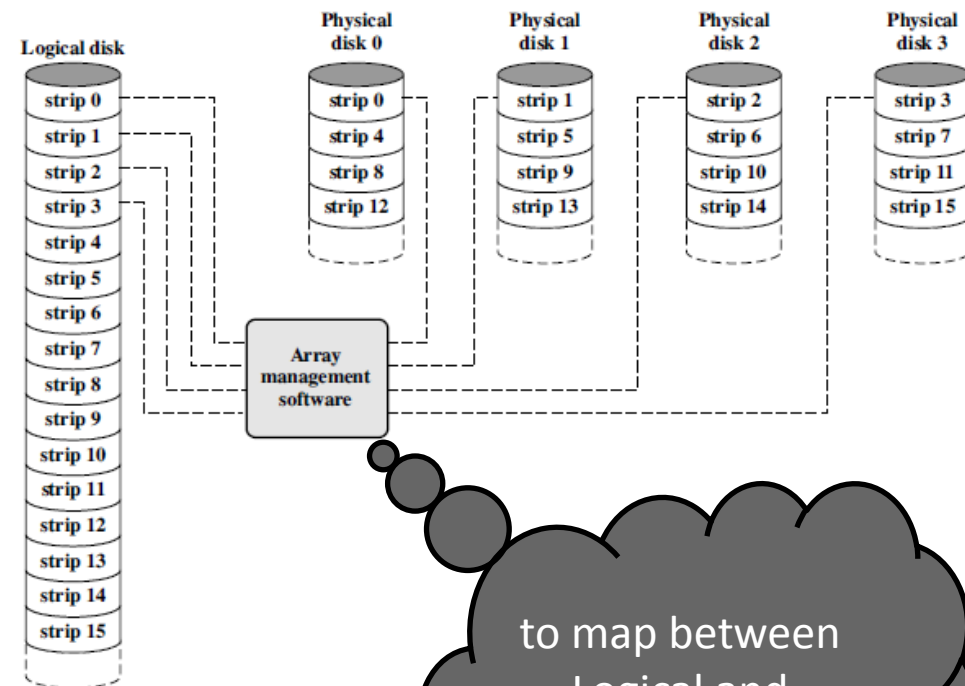 Logical disk
strip 0
strip 1
strip 2
strip 3
strip 4
strip 5
strip 6
strip 7
strip 8
strip 9
strip 10
strip 11
strip 12
strip 13
strip 14
strip 15
Physical
disk 0
strip 0
strip 4
strip 8
strip 12
Physical
disk 1
strip 1
strip 5
strip 9
strip 13
Physical
disk 2
strip 2
strip 6
strip 10
strip 14
Physical
disk 3
strip 3
strip 7
strip 11
strip 15
Array
management
software
to map between
Logical and